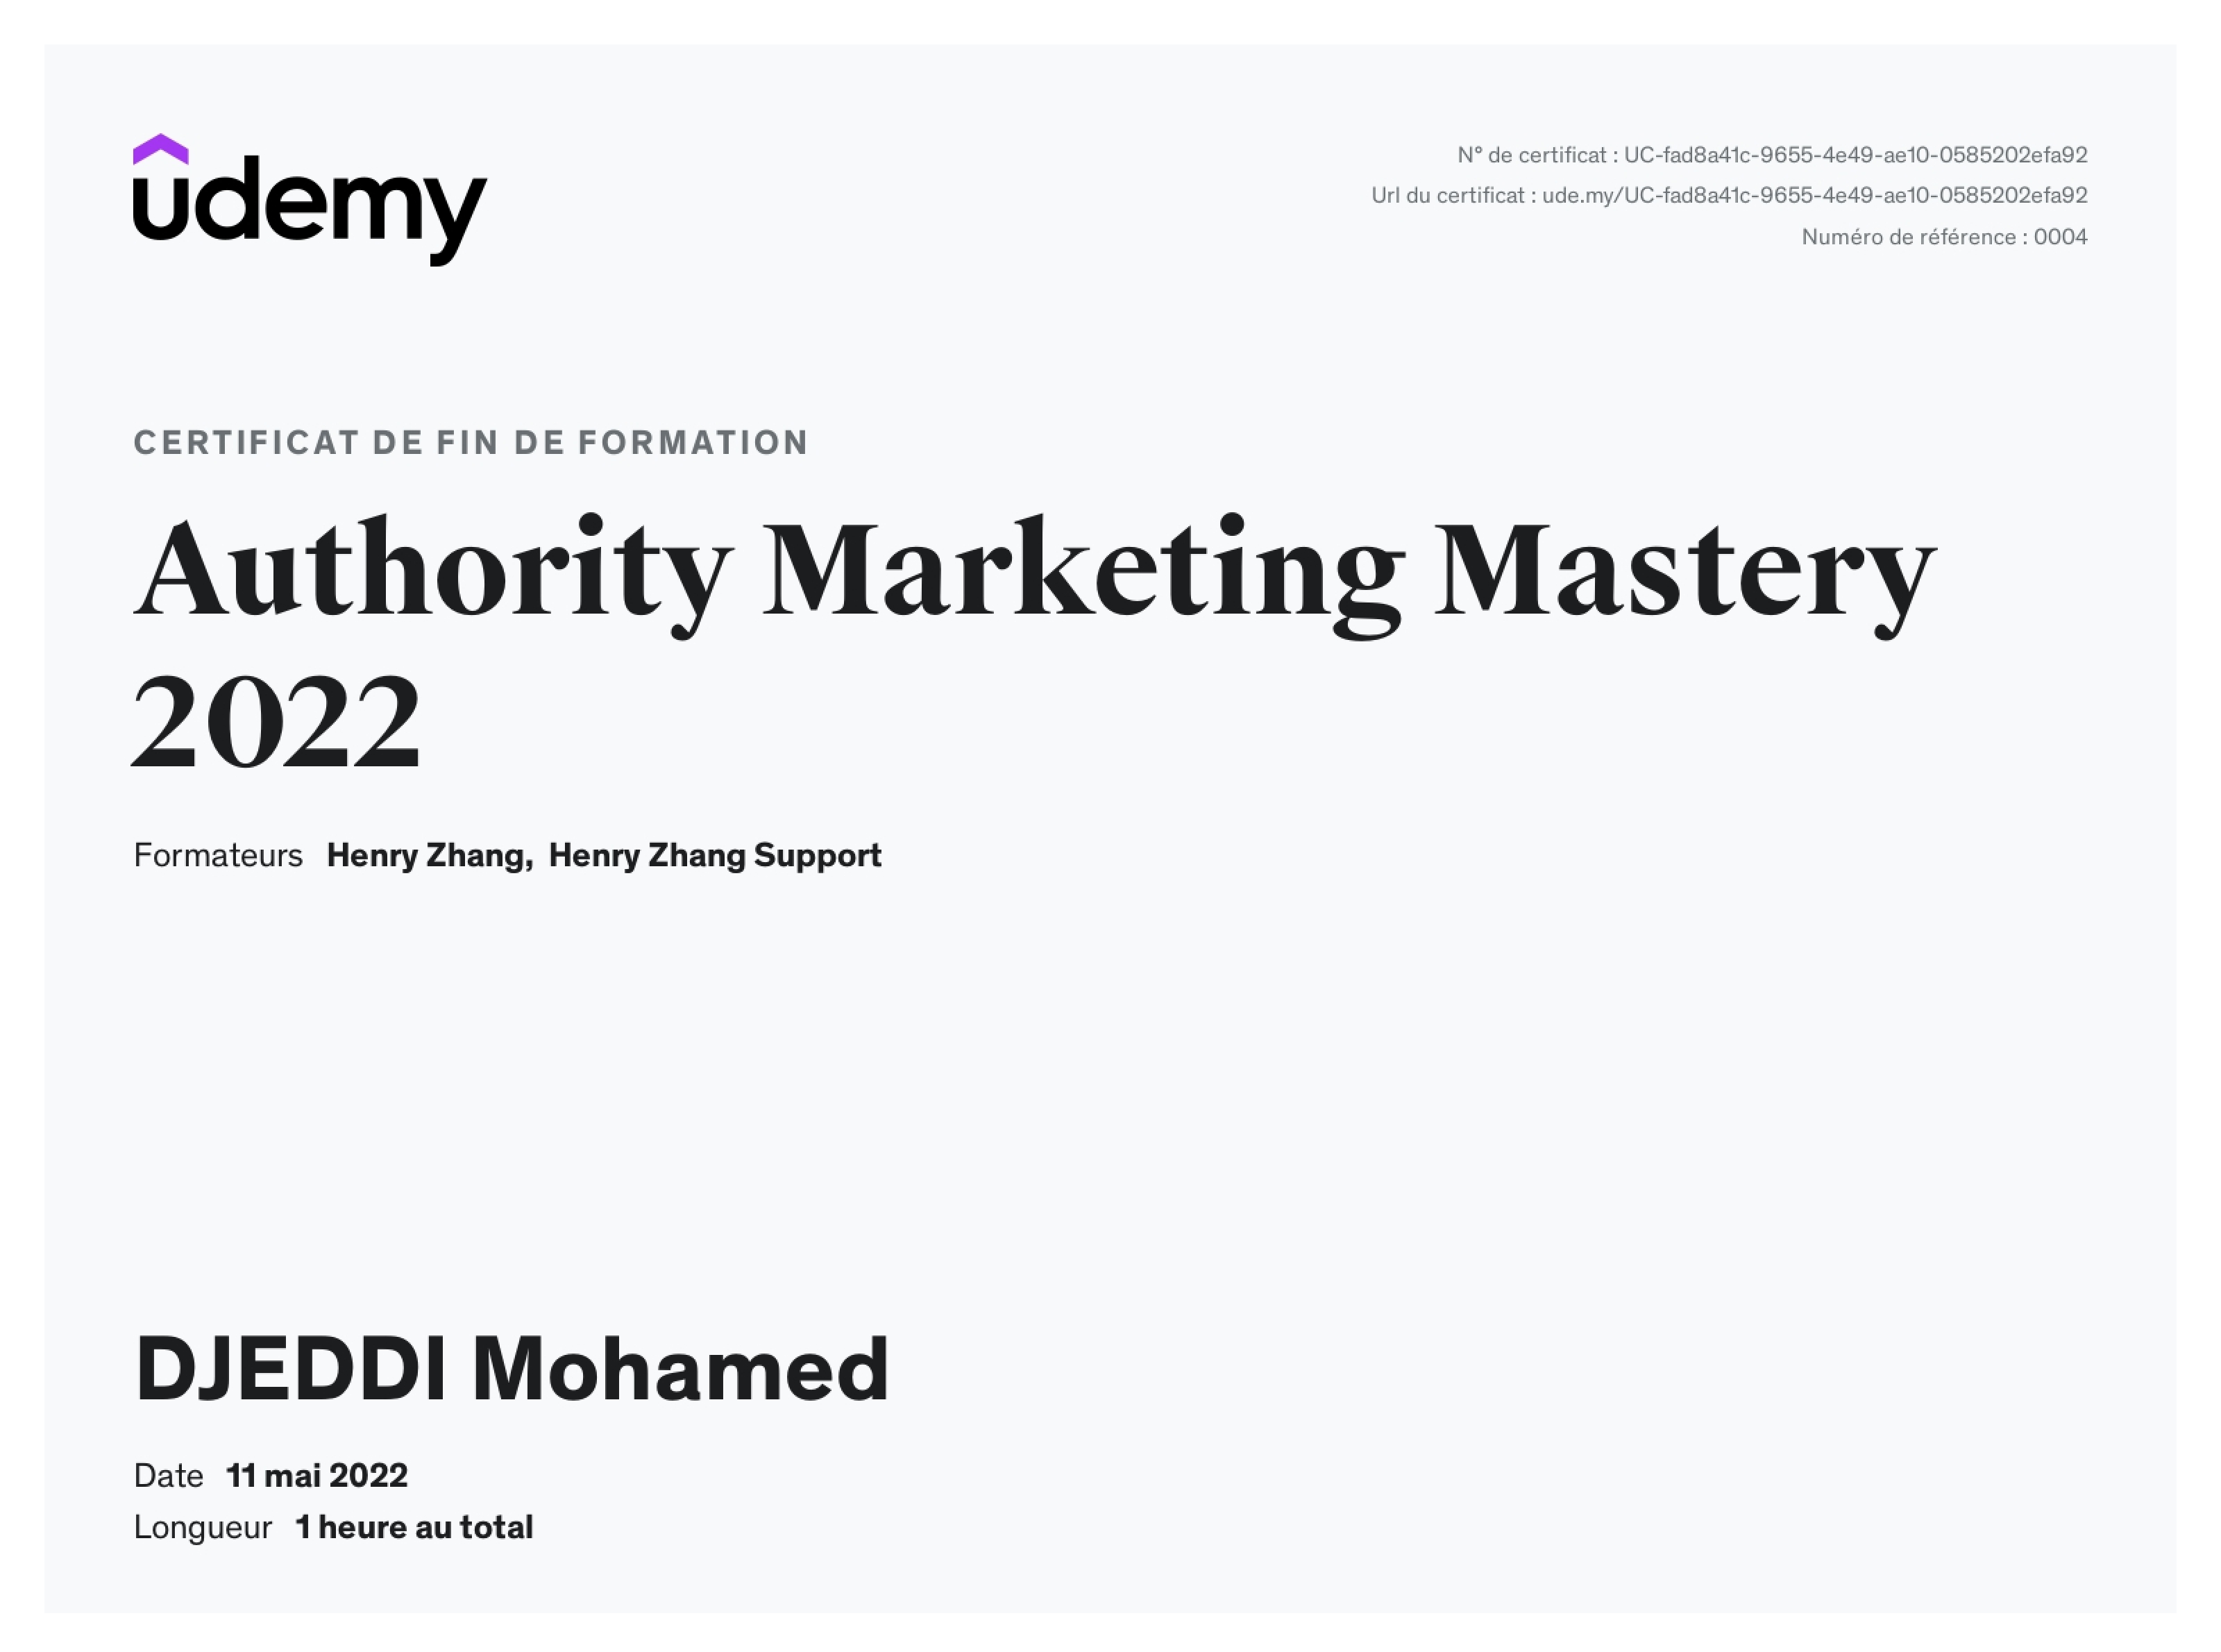 udemy
N° de certificat : UC-fad8a41c-9655-4e49-ae10-0585202efa92
Url du certificat : ude.my/UC-fad8a41c-9655-4e49-ae10-0585202efa92
Numéro de référence : 0004
CERTIFICAT DE FIN DE FORMATION
Authority Marketing Mastery
2022
Formateurs Henry Zhang, Henry Zhang Support
DJEDDI Mohamed
Date 11 mai 2022
Longueur 1 heure au total